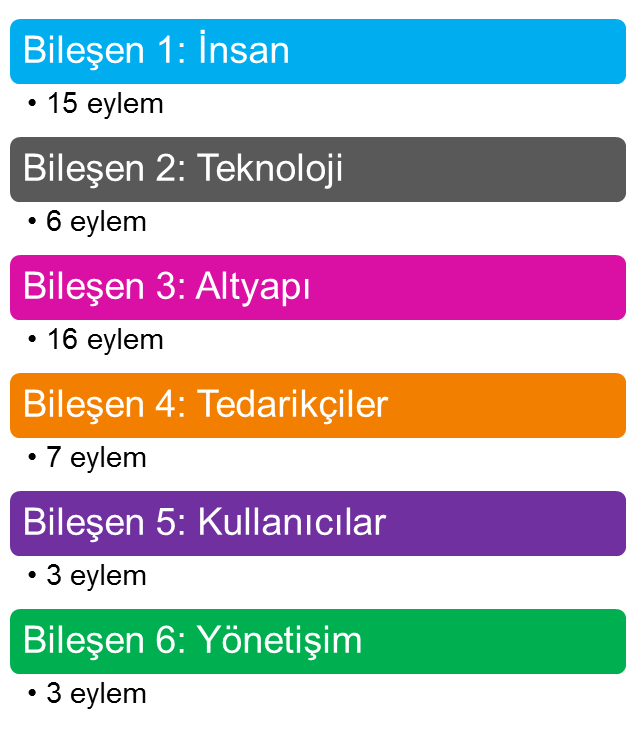 Bileşen 1: İnsan
• 15 eylem
Bileşen 2: Teknoloji
• 6 eylem
Bileşen 3: Altyapı
• 16 eylem
Bileşen 4: Tedarikçiler
• 7 eylem
Bileşen 5: Kullanıcılar
• 3 eylem
Bileşen 6: Yönetişim
• 3 eylem